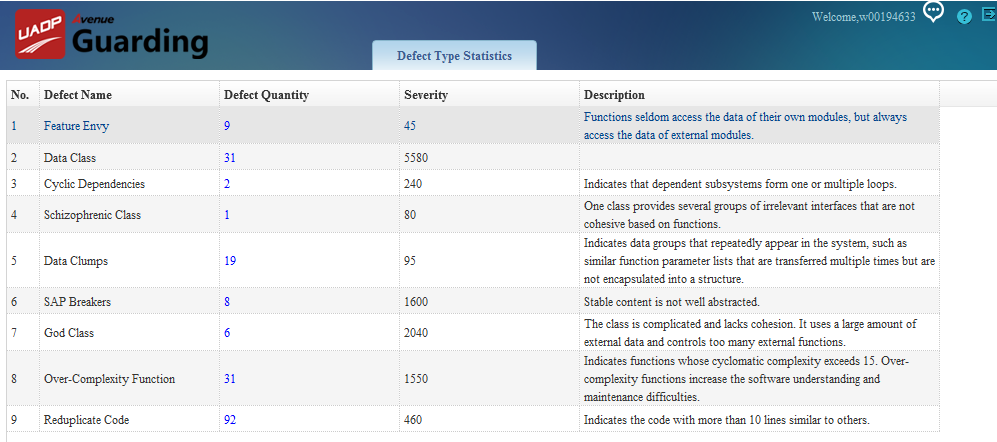 UADP
Avenue
Guarding
Welcome,w00194633
?
Defect Type Statistics
No. Defect Name Defect Quantity Severity Description
1 Feature Envy 9 45 Functions seldom access the data of their own modules, but always
access the data of external modules.
2 Data Class 31 5580
3 Cyclic Dependencies 2 240 Indicates that dependent subsystems form one or multiple loops.
4 Schizophrenic Class 1 80 One class provides several groups of irrelevant interfaces that are not
cohesive based on functions.
5 Data Clumps 19 95 Indicates data groups that repeatedly appear in the system, such as
similar function parameter lists that are transferred multiple times but are
not encapsulated into a structure.
6 SAP Breakers 8 1600 Stable content is not well abstracted.
7 God Class 6 2040 The class is complicated and lacks cohesion. It uses a large amount of
external data and controls too many external functions.
8 Over-Complexity Function 31 1550 Indicates functions whose cyclomatic complexity exceeds 15. Over-
complexity functions increase the software understanding and
maintenance difficulties.
9 Reduplicate Code 92 460 Indicates the code with more than 10 lines similar to others.